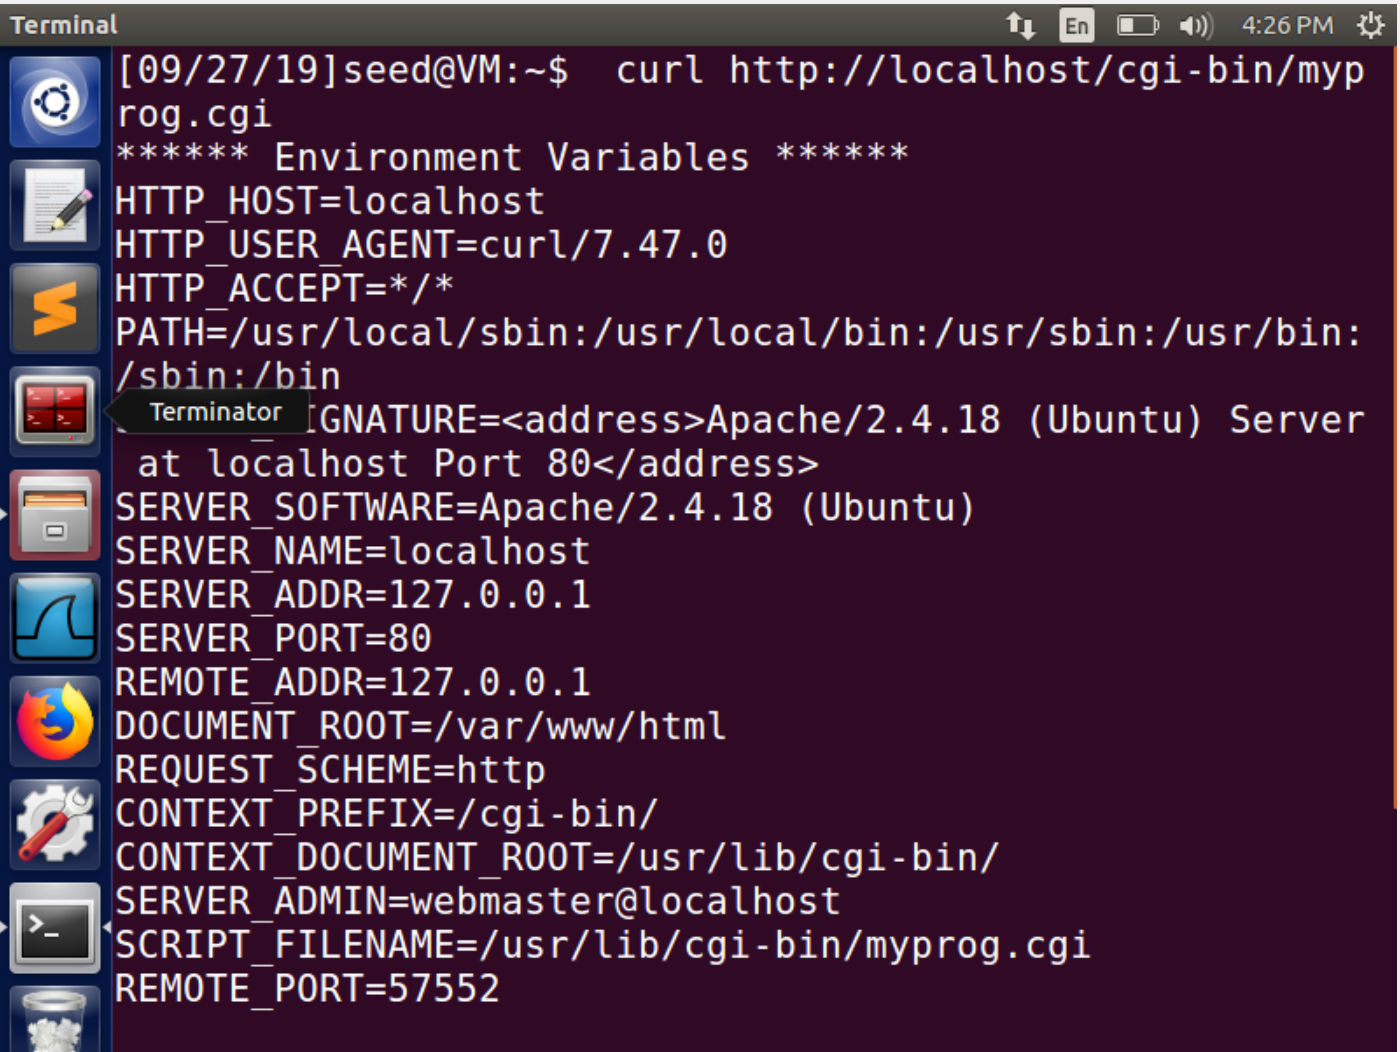 Terminal
En
4:26 PM
[09/27/19]seed@VM:~$  curl http://localhost/cgi-bin/myp
rog.cgi
****** Environment Variables ******
HTTP_HOST=localhost
HTTP_USER_AGENT=curl/7.47.0
HTTP_ACCEPT=*/*
PATH=/usr/local/sbin:/usr/local/bin:/usr/sbin:/usr/bin:
/sbin:/bin
Terminator
_IGNATURE=<address>Apache/2.4.18 (Ubuntu) Server
 at localhost Port 80</address>
SERVER_SOFTWARE=Apache/2.4.18 (Ubuntu)
SERVER_NAME=localhost
SERVER_ADDR=127.0.0.1
SERVER_PORT=80
REMOTE_ADDR=127.0.0.1
DOCUMENT_ROOT=/var/www/html
REQUEST_SCHEME=http
CONTEXT_PREFIX=/cgi-bin/
CONTEXT_DOCUMENT_ROOT=/usr/lib/cgi-bin/
SERVER_ADMIN=webmaster@localhost
SCRIPT_FILENAME=/usr/lib/cgi-bin/myprog.cgi
REMOTE_PORT=57552